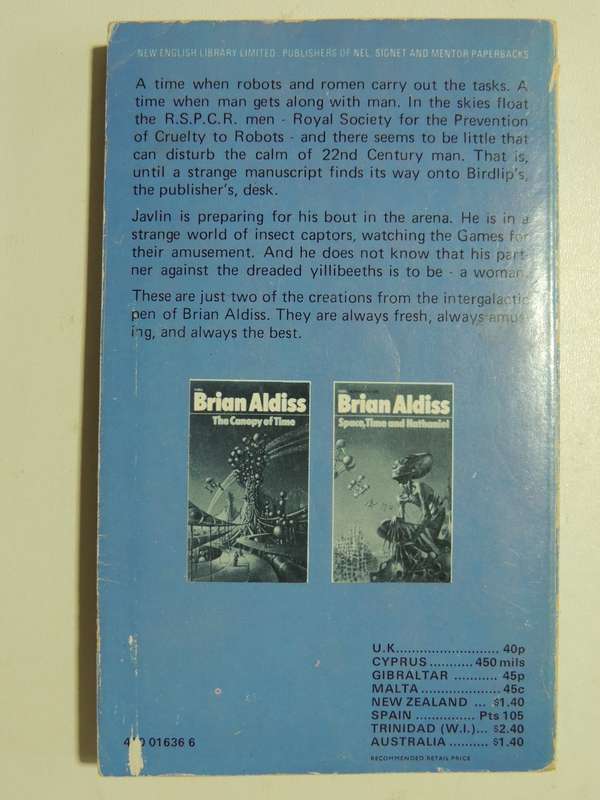 NEW ENGLISH LIBRARY LIMITED. PUBLISHERS OF NEL, SIGNET AND MENTOR PAPERBACKS
A time when robots and romen carry out the tasks. A
time when man gets along with man. In the skies float
the R.S.P.C.R. men - Royal Society for the Prevention
of Cruelty to Robots - and there seems to be little that
can disturb the calm of 22nd Century man. That is,
until a strange manuscript finds its way onto Birdlip's,
the publisher's, desk.
Javlin is preparing for his bout in the arena. He is in a
strange world of insect captors, watching the Games for
their amusement. And he does not know that his part-
ner against the dreaded yillibeeths is to be - a woman.
These are just two of the creations from the intergalactic
pen of Brian Aldiss. They are always fresh, always amus-
ing, and always the best.
Brian Aldiss
The Canopy of Time
Brian Aldiss
Space, Time and Nathaniel
U.K.......................... 40p
CYPRUS ........... 450 mils
GIBRALTAR ........... 45p
MALTA .................... 45c
NEW ZEALAND ... $1.40
SPAIN ............... Pts 105
TRINIDAD (W.I.)... $2.40
AUSTRALIA .......... $1.40
RECOMMENDED RETAIL PRICE
01636 6